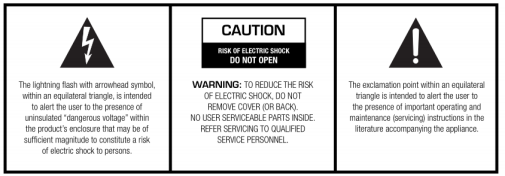 The lightning flash with arrowhead symbol,
within an equilateral triangle, is intended
to alert the user to the presence of
uninsulated "dangerous voltage" within
the product's enclosure that may be of
sufficient magnitude to constitute a risk
of electric shock to persons.
CAUTION
RISK OF ELECTRIC SHOCK
DO NOT OPEN
WARNING: TO REDUCE THE RISK
OF ELECTRIC SHOCK, DO NOT
REMOVE COVER (OR BACK).
NO USER SERVICEABLE PARTS INSIDE.
REFER SERVICING TO QUALIFIED
SERVICE PERSONNEL.
The exclamation point within an equilateral
triangle is intended to alert the user to
the presence of important operating and
maintenance (servicing) instructions in the
literature accompanying the appliance.